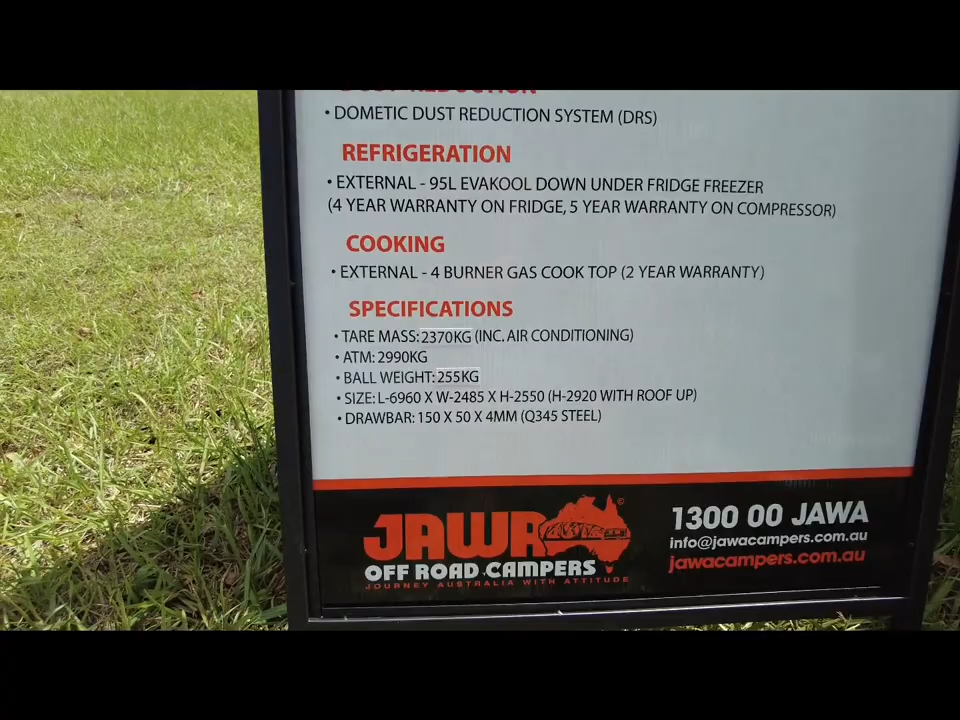 DUST REDUCTION
• DOMETIC DUST REDUCTION SYSTEM (DRS)
REFRIGERATION
• EXTERNAL - 95L EVAKOOL DOWN UNDER FRIDGE FREEZER
(4 YEAR WARRANTY ON FRIDGE, 5 YEAR WARRANTY ON COMPRESSOR)
COOKING
• EXTERNAL - 4 BURNER GAS COOK TOP (2 YEAR WARRANTY)
SPECIFICATIONS
• TARE MASS: 2370KG (INC. AIR CONDITIONING)
• ATM: 2990KG
• BALL WEIGHT: 255KG
• SIZE: L-6960 X W-2485 X H-2550 (H-2920 WITH ROOF UP)
• DRAWBAR: 150 X 50 X 4MM (Q345 STEEL)
JAWA ©
OFF ROAD CAMPERS
JOURNEY AUSTRALIA WITH ATTITUDE
1300 00 JAWA
info@jawacampers.com.au
jawacampers.com.au